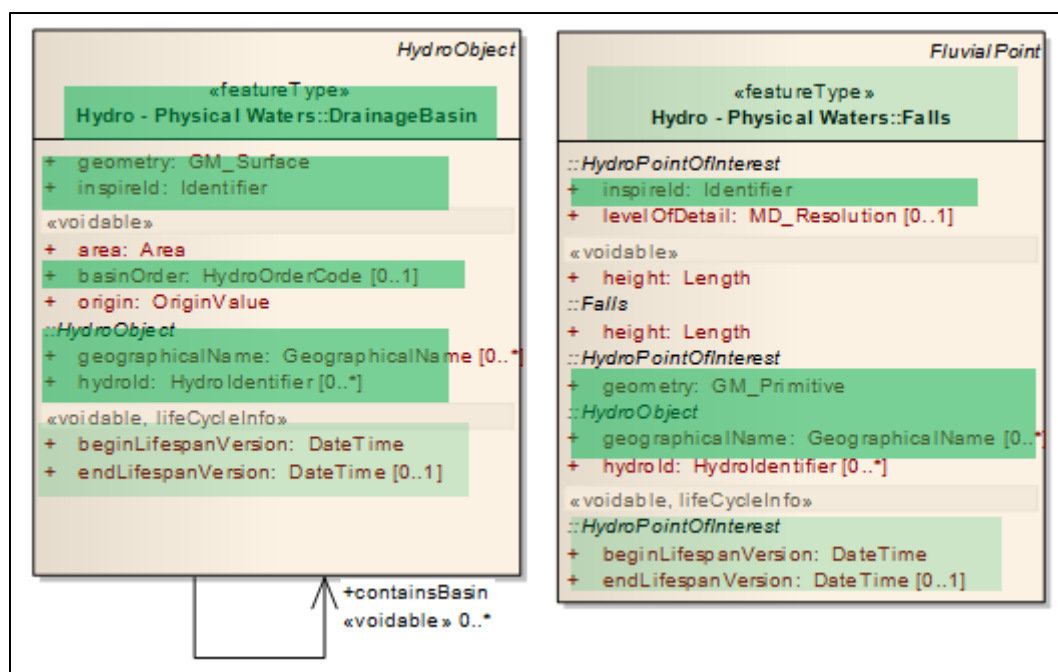 HydroObject
«featureType»
Hydro - Physical Waters::DrainageBasin
+ geometry: GM_Surface
+ inspireId: Identifier
«voidable»
+ area: Area
+ basinOrder: HydroOrderCode [0..1]
+ origin: OriginValue
::HydroObject
+ geographicalName: GeographicalName [0..*]
+ hydroId: HydroIdentifier [0..*]
«voidable, lifeCycleInfo»
+ beginLifespanVersion: DateTime
+ endLifespanVersion: DateTime [0..1]
+containsBasin
«voidable» 0..*
FluvialPoint
«featureType»
Hydro - Physical Waters::Falls
::HydroPointOfInterest
+ inspireId: Identifier
+ levelOfDetail: MD_Resolution [0..1]
«voidable»
+ height: Length
::Falls
+ height: Length
::HydroPointOfInterest
+ geometry: GM_Primitive
::HydroObject
+ geographicalName: GeographicalName [0..*]
+ hydroId: HydroIdentifier [0..*]
«voidable, lifeCycleInfo»
::HydroPointOfInterest
+ beginLifespanVersion: DateTime
+ endLifespanVersion: DateTime [0..1]